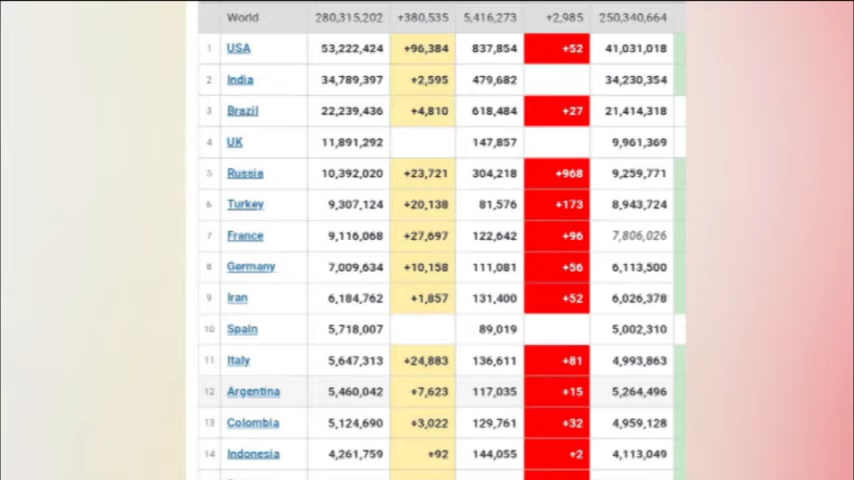 World 280,315,202 +380,535 5,416,273 +2,985 250,340,664
1 USA 53,222,424 +96,384 837,854 +52 41,031,018
2 India 34,789,397 +2,595 479,682 34,230,354
3 Brazil 22,239,436 +4,810 618,484 +27 21,414,318
4 UK 11,891,292 147,857 9,961,369
5 Russia 10,392,020 +23,721 304,218 +968 9,259,771
6 Turkey 9,307,124 +20,138 81,576 +173 8,943,724
7 France 9,116,068 +27,697 122,642 +96 7,806,026
8 Germany 7,009,634 +10,158 111,081 +56 6,113,500
9 Iran 6,184,762 +1,857 131,400 +52 6,026,378
10 Spain 5,718,007 89,019 5,002,310
11 Italy 5,647,313 +24,883 136,611 +81 4,993,863
12 Argentina 5,460,042 +7,623 117,035 +15 5,264,496
13 Colombia 5,124,690 +3,022 129,761 +32 4,959,128
14 Indonesia 4,261,759 +92 144,055 +2 4,113,049